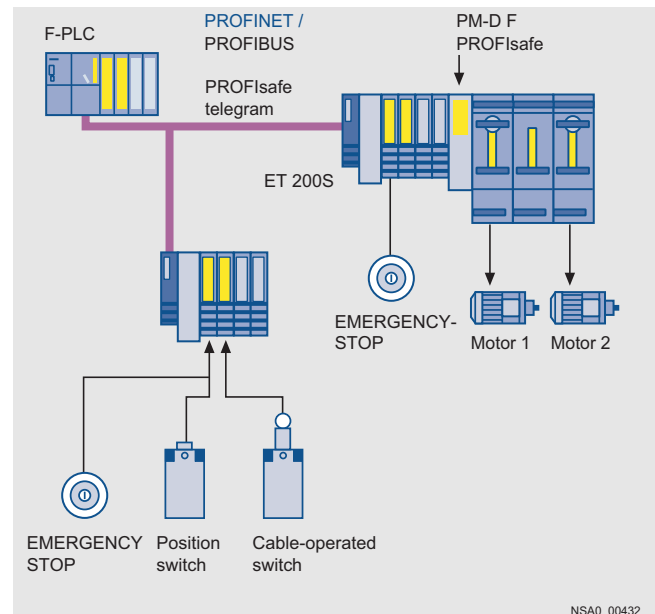 F-PLC
PROFINET /
PROFIBUS
PROFIsafe
telegram
PM-D F
PROFIsafe
ET 200S
EMERGENCY-
STOP
Motor 1
Motor 2
EMERGENCY
STOP
Position
switch
Cable-operated
switch
NSA0_00432